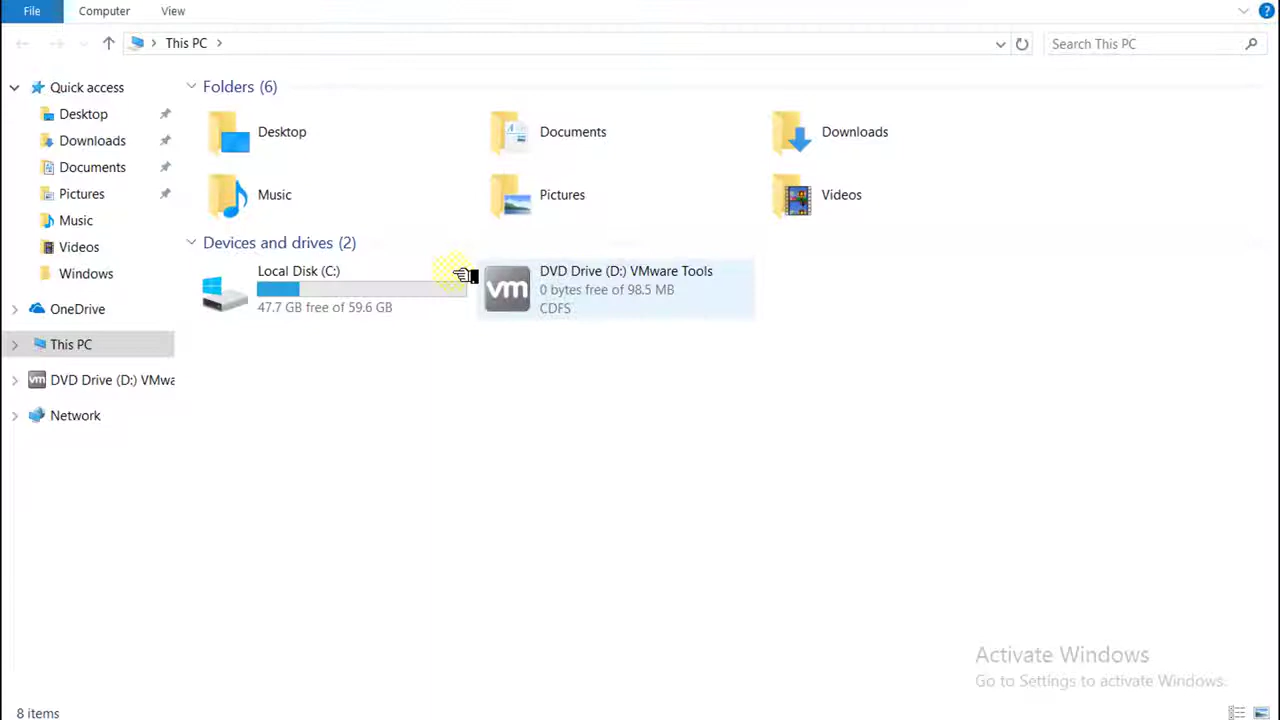 File Computer View
This PC
Search This PC
Quick access
Desktop
Downloads
Documents
Pictures
Music
Videos
Windows
OneDrive
This PC
DVD Drive (D:) VMwa
Network
Folders (6)
Desktop
Documents
Downloads
Music
Pictures
Videos
Devices and drives (2)
Local Disk (C:)
47.7 GB free of 59.6 GB
vm
DVD Drive (D:) VMware Tools
0 bytes free of 98.5 MB
CDFS
Activate Windows
Go to Settings to activate Windows.
8 items